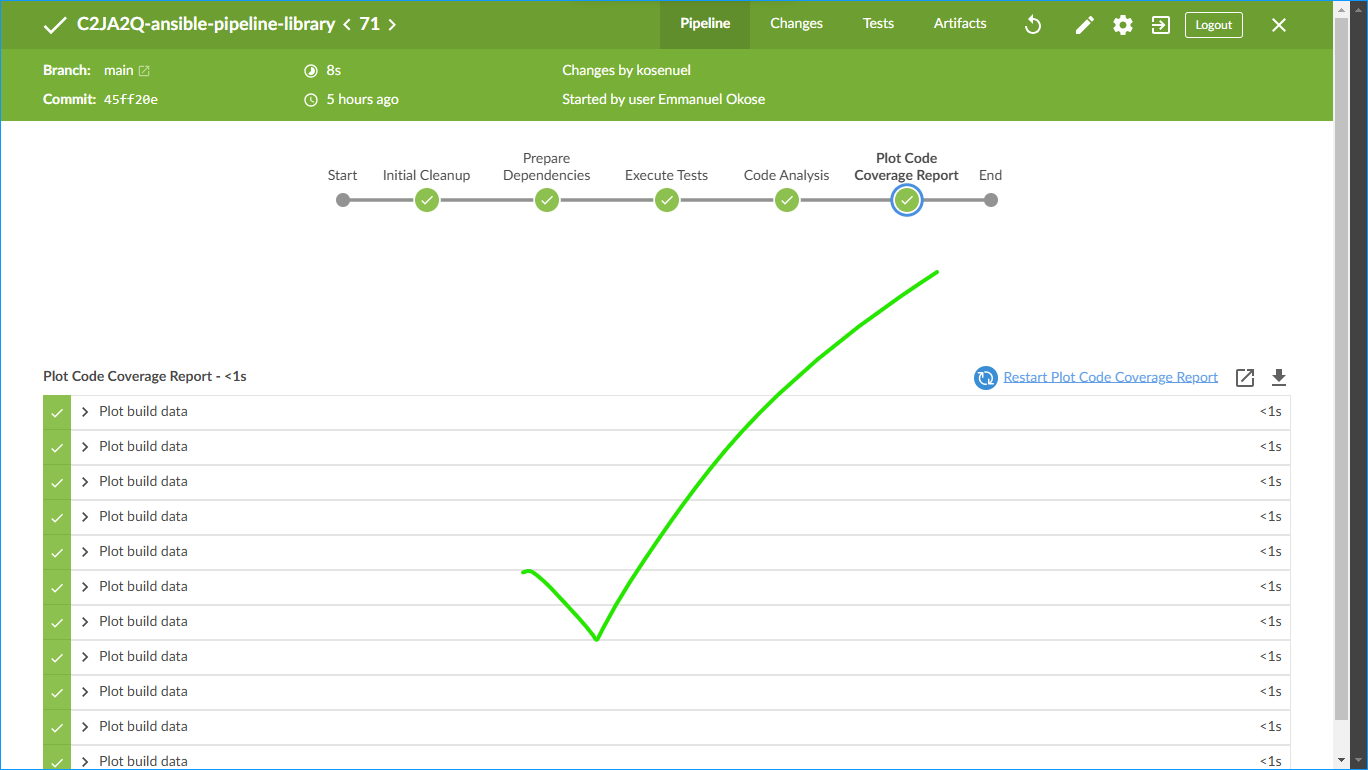 C2JA2Q-ansible-pipeline-library < 71 > Pipeline Changes Tests Artifacts Logout
Branch: main 8s Changes by kosenuel
Commit: 45ff20e 5 hours ago Started by user Emmanuel Okose
Start Initial Cleanup Prepare Dependencies Execute Tests Code Analysis Plot Code Coverage Report End
Plot Code Coverage Report - <1s Restart Plot Code Coverage Report
Plot build data <1s
Plot build data <1s
Plot build data <1s
Plot build data <1s
Plot build data <1s
Plot build data <1s
Plot build data <1s
Plot build data <1s
Plot build data <1s
Plot build data <1s
Plot build data <1s